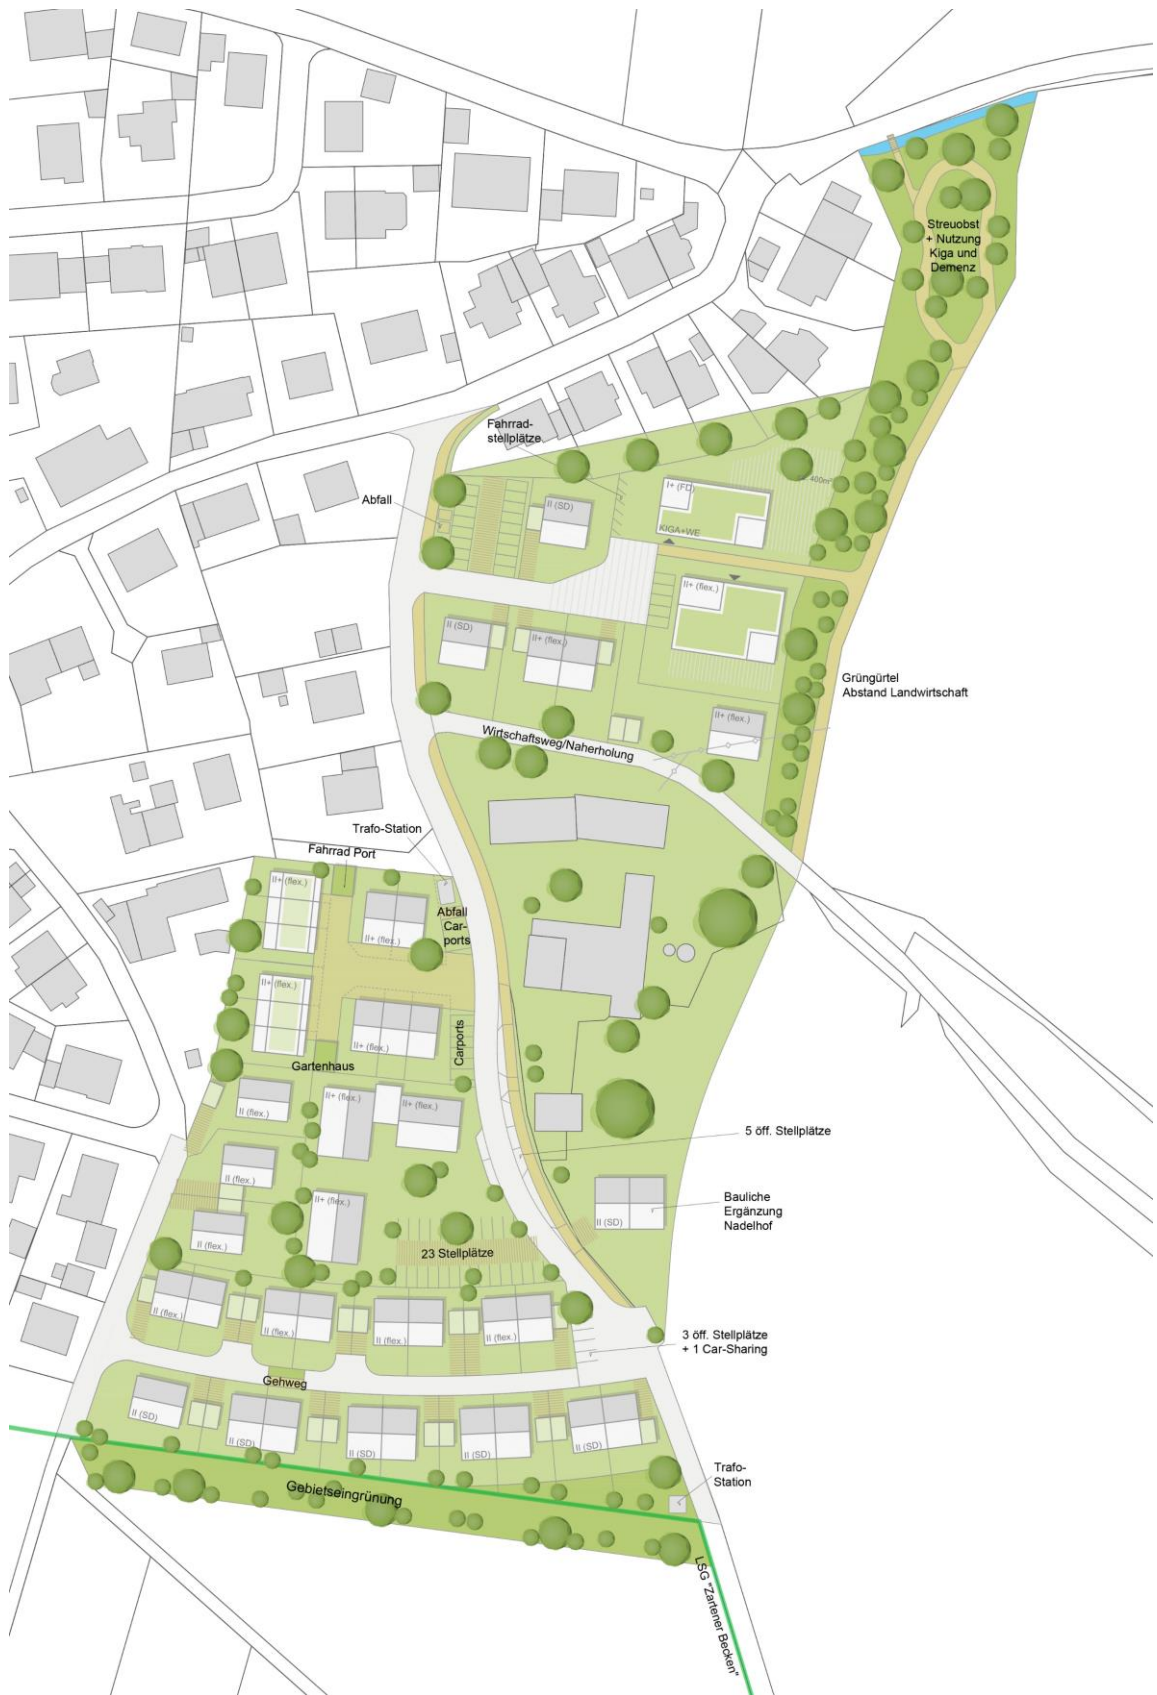 Streuobst
+ Nutzung
Kiga und
Demenz
Fahrrad-
stellplätze
I+ (FD)
400m²
Abfall
II (SD)
KIGA+WE
II+ (flex.)
II (SD)
II+ (flex.)
Grüngürtel
Abstand Landwirtschaft
II+ (flex.)
Wirtschaftsweg/Naherholung
Trafo-Station
Fahrrad Port
II+ (flex.)
Abfall
Car-
ports
II+ (flex.)
II+ (flex.)
Carports
II+ (flex.)
Gartenhaus
II+ (flex.)
II+ (flex.)
II (flex.)
5 öff. Stellplätze
II (flex.)
II+ (flex.)
Bauliche
Ergänzung
Nadelhof
II (SD)
II (flex.)
23 Stellplätze
II (flex.)
II (flex.)
II (flex.)
II (flex.)
3 öff. Stellplätze
+ 1 Car-Sharing
Gehweg
II (SD)
II (SD)
II (SD)
II (SD)
II (SD)
Trafo-
Station
Gebietseingrünung
LSG "Zartener Becken"